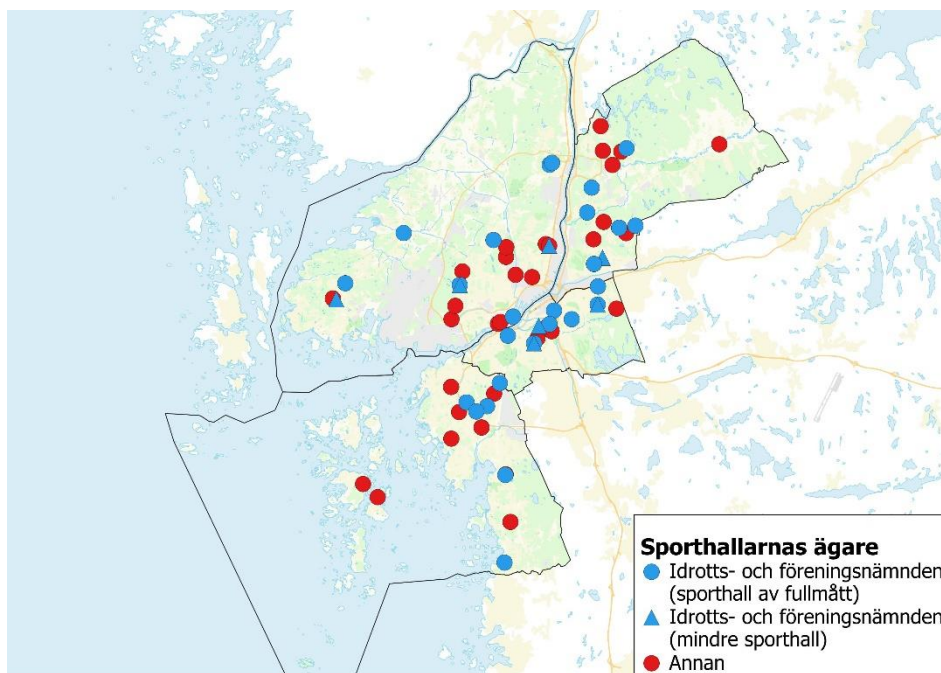 Sporthallarnas ägare
Idrotts- och föreningsnämnden
(sporthall av fullmått)
Idrotts- och föreningsnämnden
(mindre sporthall)
Annan